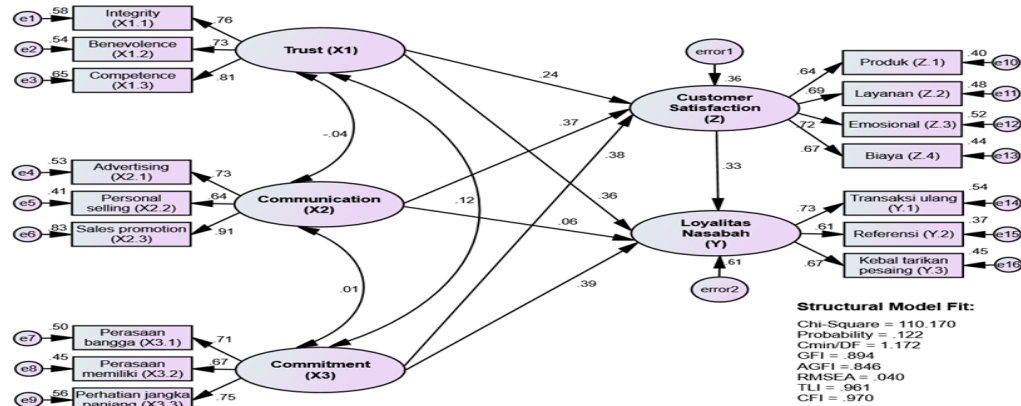 e1
.58
Integrity
(X1.1)
.76
e2
.54
Benevolence
(X1.2)
.73
e3
.65
Competence
(X1.3)
.81
Trust (X1)
e4
.53
Advertising
(X2.1)
.73
e5
.41
Personal
selling (X2.2)
.64
e6
.83
Sales promotion
(X2.3)
.91
Communication
(X2)
e7
.50
Perasaan
bangga (X3.1)
.71
e8
.45
Perasaan
memiliki (X3.2)
.67
e9
.56
Perhatian jangka
panjang (X3.3)
.75
Commitment
(X3)
-.04
.12
.01
.24
.37
.38
.36
.06
.39
error1
.36
Customer
Satisfaction
(Z)
.33
Loyalitas
Nasabah
(Y)
.61
error2
.64
Produk (Z.1)
.40
e10
.69
Layanan (Z.2)
.48
e11
.72
Emosional (Z.3)
.52
e12
.67
Biaya (Z.4)
.44
e13
.73
Transaksi ulang
(Y.1)
.54
e14
.61
Referensi (Y.2)
.37
e15
.67
Kebal tarikan
pesaing (Y.3)
.45
e16
Structural Model Fit:
Chi-Square = 110.170
Probability = .122
Cmin/DF = 1.172
GFI = .894
AGFI = .846
RMSEA = .040
TLI = .961
CFI = .970